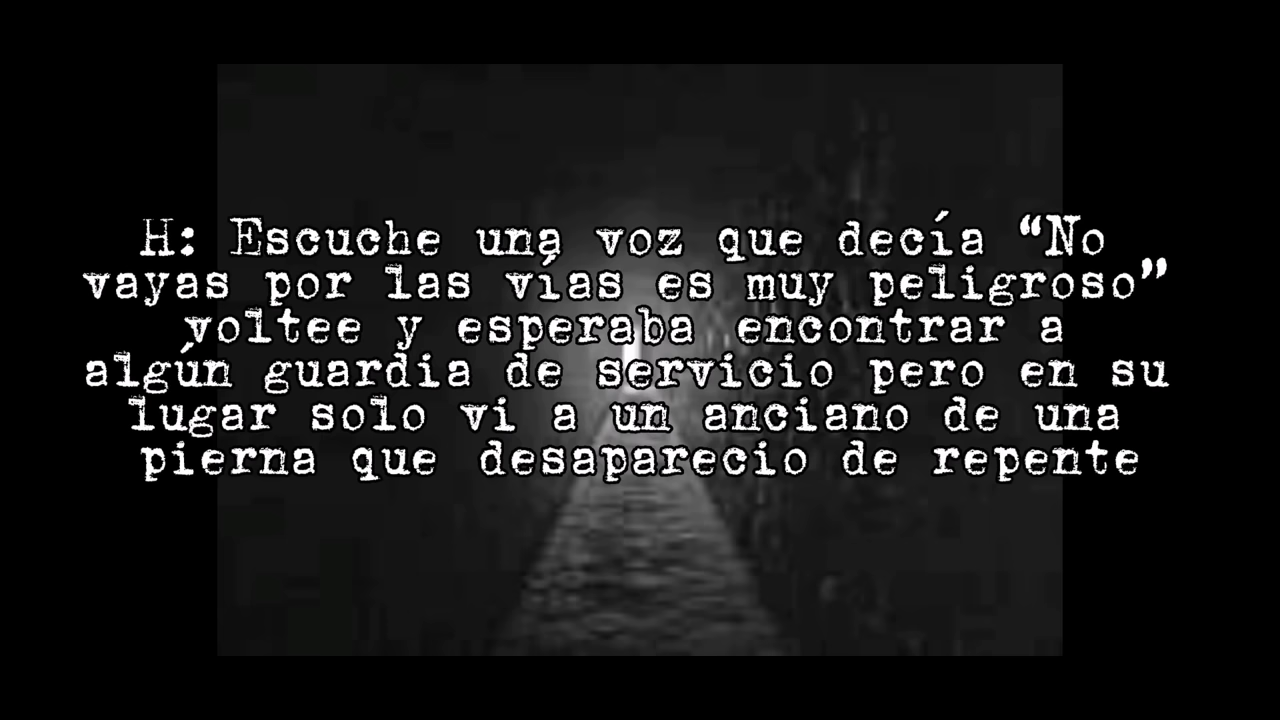 H: Escuche una voz que decía “No
vayas por las vías es muy peligroso”
voltee y esperaba encontrar a
algún guardia de servicio pero en su
lugar solo vi a un anciano de una
pierna que desaparecio de repente